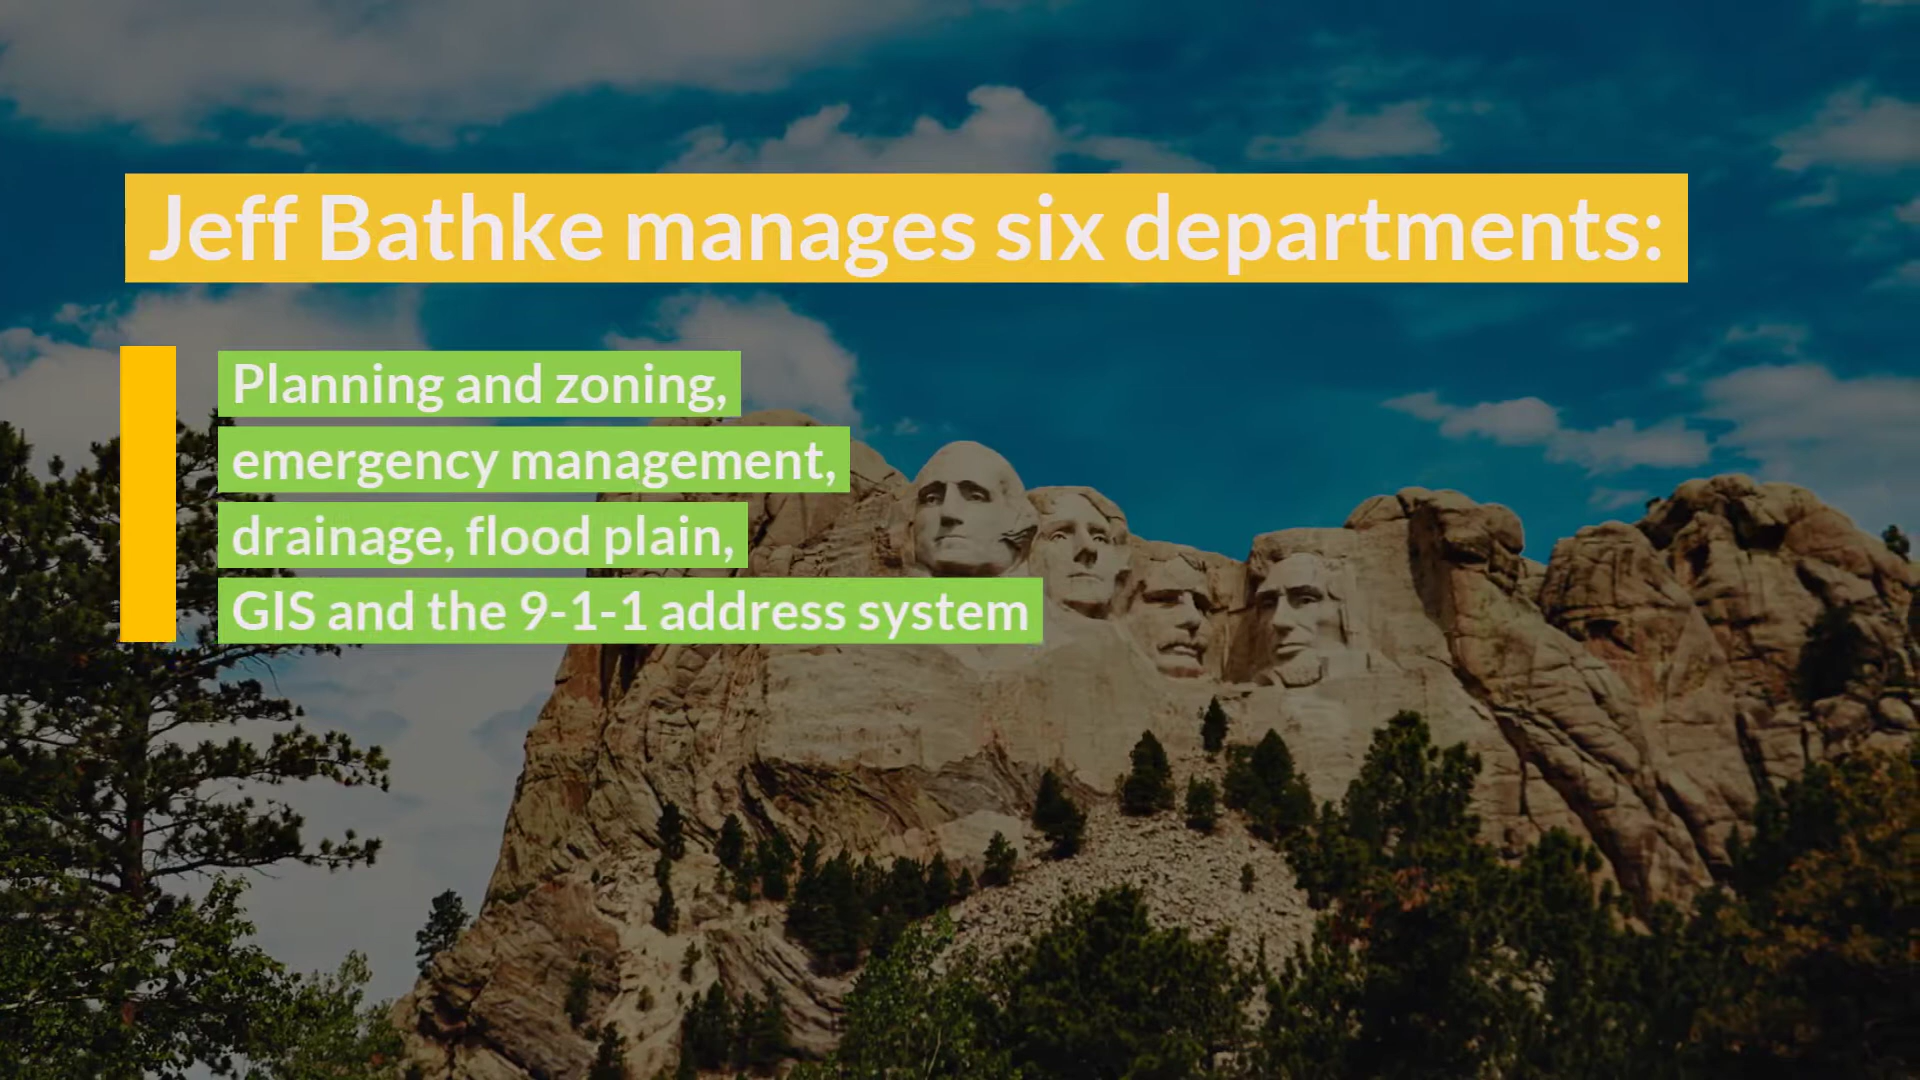 Jeff Bathke manages six departments:
Planning and zoning,
emergency management,
drainage, flood plain,
GIS and the 9-1-1 address system